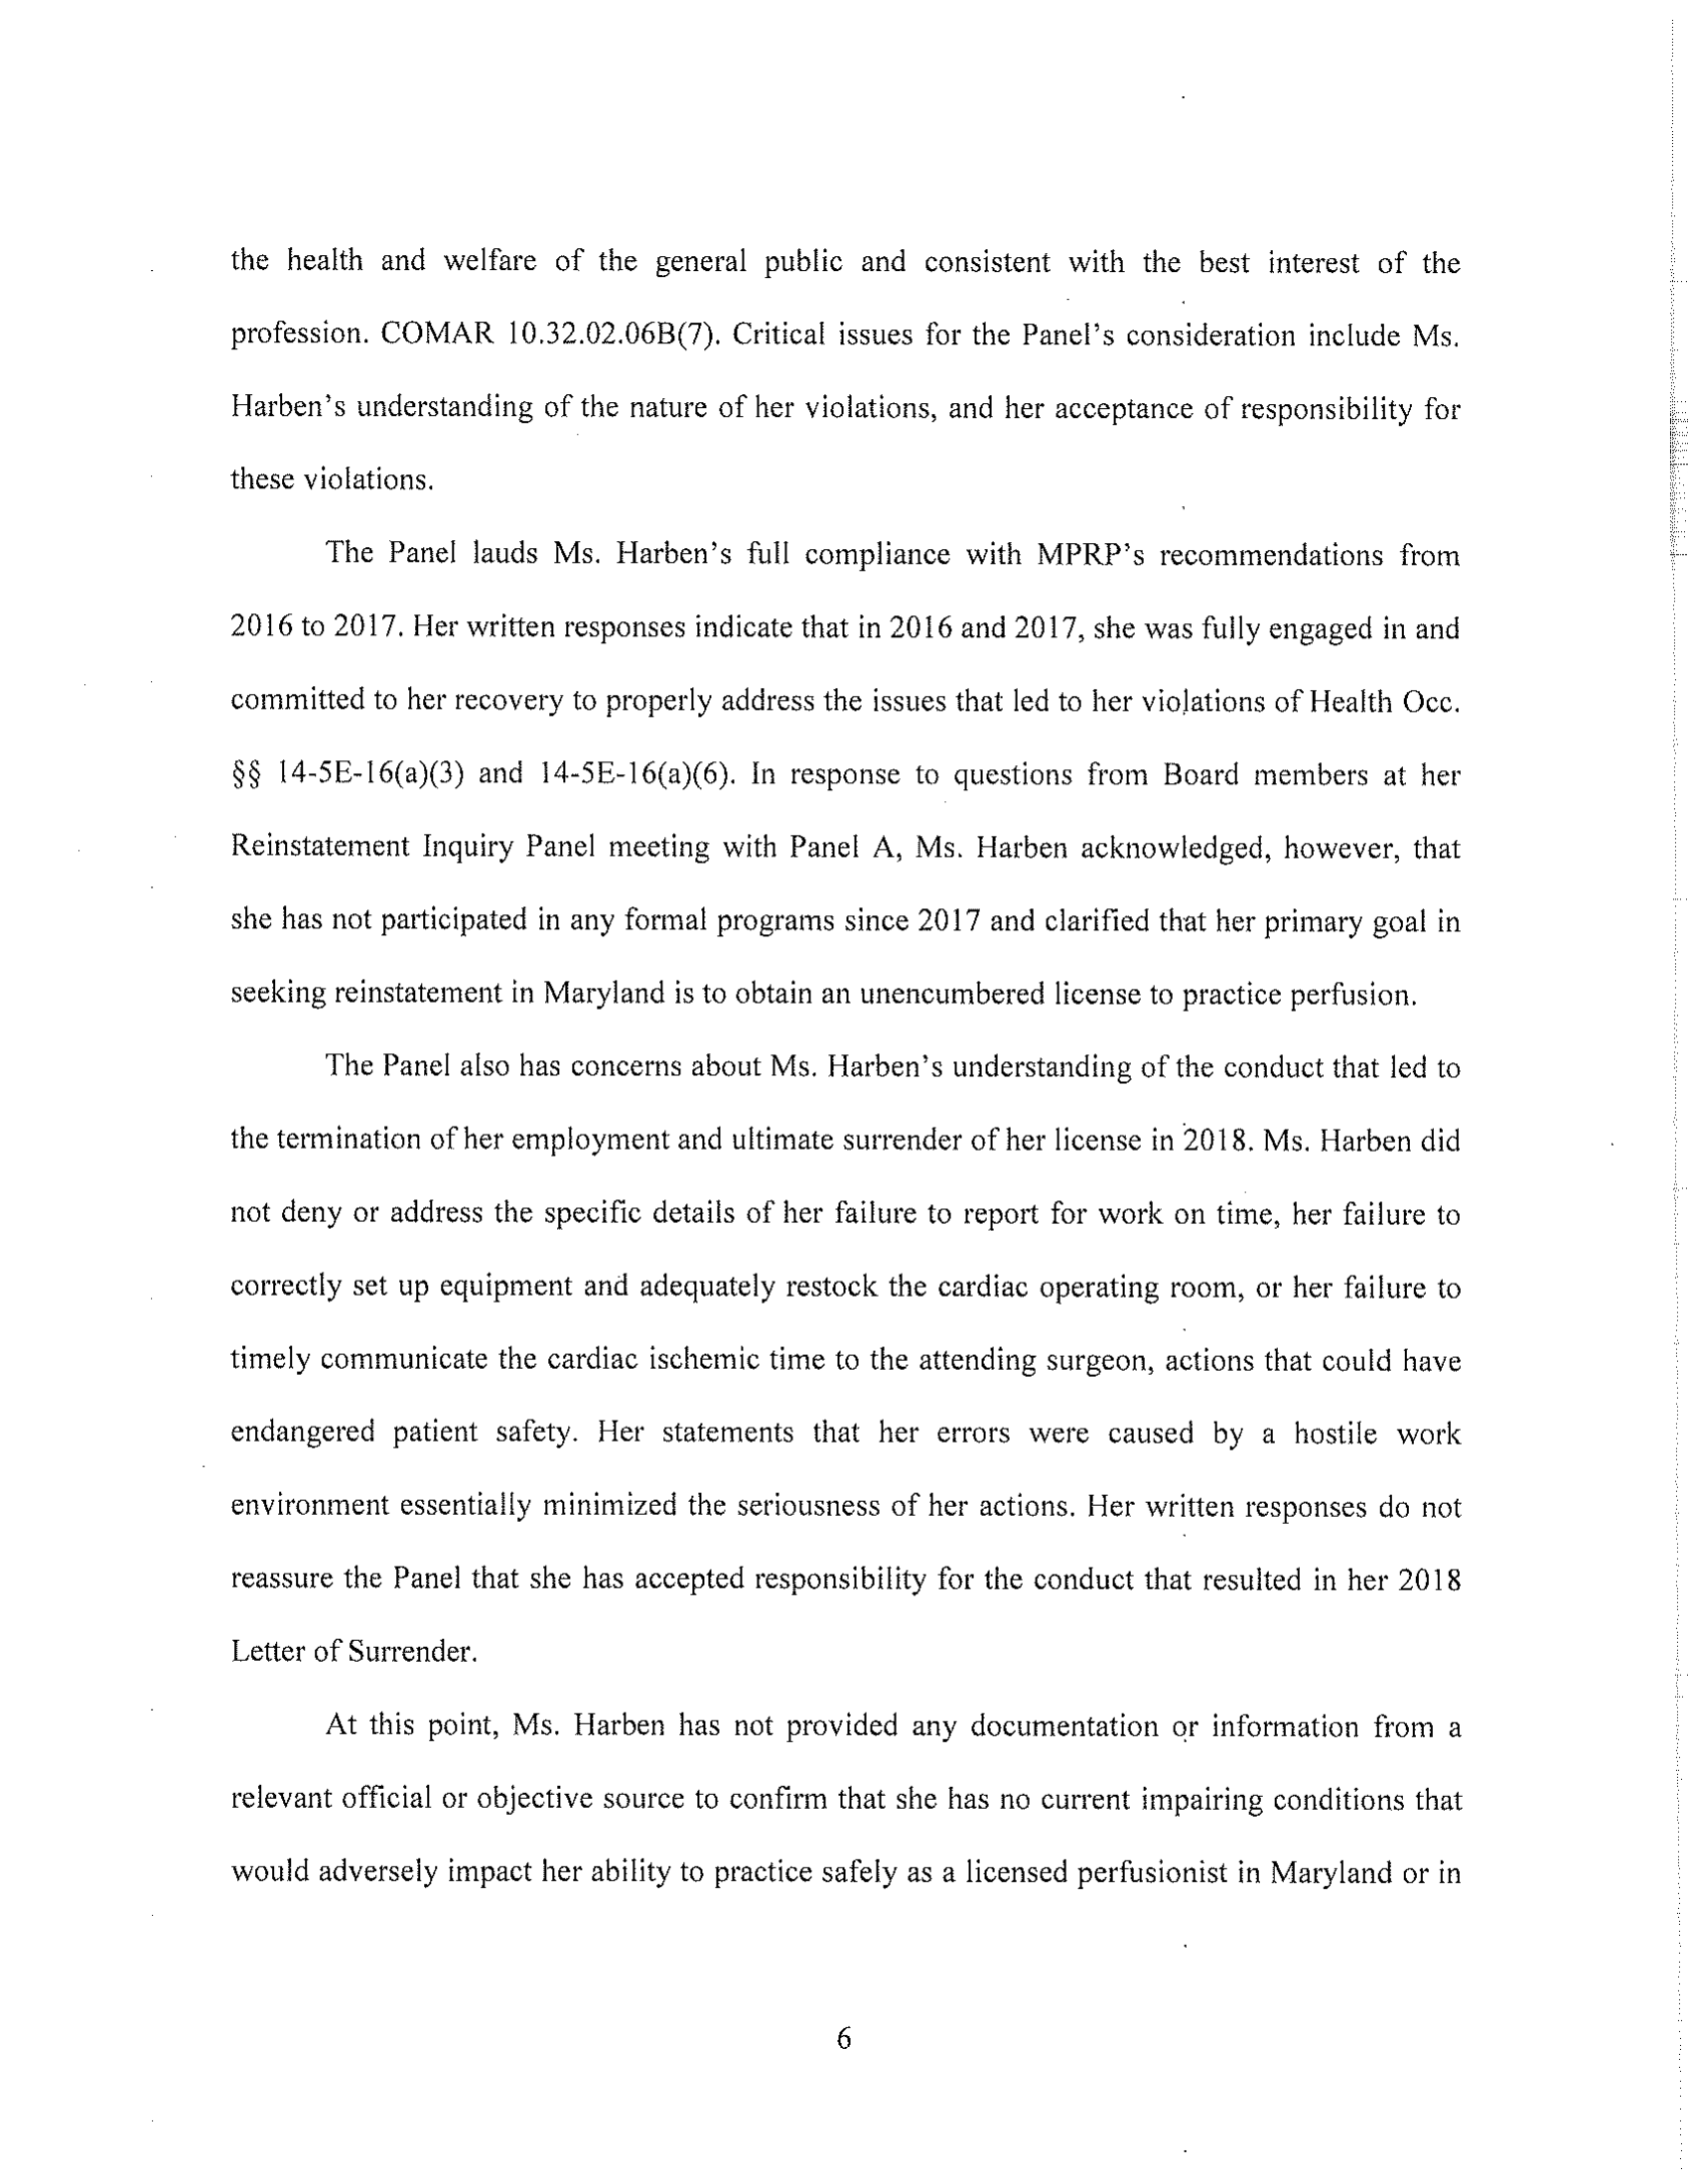 the health and welfare of the general public and consistent with the best interest of the
profession. COMAR 10.32.02.06B(7). Critical issues for the Panel's consideration include Ms.
Harben's understanding of the nature of her violations, and her acceptance of responsibility for
these violations.
The Panel lauds Ms. Harben's full compliance with MPRP's recommendations from
2016 to 2017. Her written responses indicate that in 2016 and 2017, she was fully engaged in and
committed to her recovery to properly address the issues that led to her violations of Health Occ.
§§ 14-5E-16(a)(3) and 14-5E-16(a)(6). In response to questions from Board members at her
Reinstatement Inquiry Panel meeting with Panel A, Ms. Harben acknowledged, however, that
she has not participated in any formal programs since 2017 and clarified that her primary goal in
seeking reinstatement in Maryland is to obtain an unencumbered license to practice perfusion.
The Panel also has concerns about Ms. Harben's understanding of the conduct that led to
the termination of her employment and ultimate surrender of her license in 2018. Ms. Harben did
not deny or address the specific details of her failure to report for work on time, her failure to
correctly set up equipment and adequately restock the cardiac operating room, or her failure to
timely communicate the cardiac ischemic time to the attending surgeon, actions that could have
endangered patient safety. Her statements that her errors were caused by a hostile work
environment essentially minimized the seriousness of her actions. Her written responses do not
reassure the Panel that she has accepted responsibility for the conduct that resulted in her 2018
Letter of Surrender.
At this point, Ms. Harben has not provided any documentation or information from a
relevant official or objective source to confirm that she has no current impairing conditions that
would adversely impact her ability to practice safely as a licensed perfusionist in Maryland or in
6